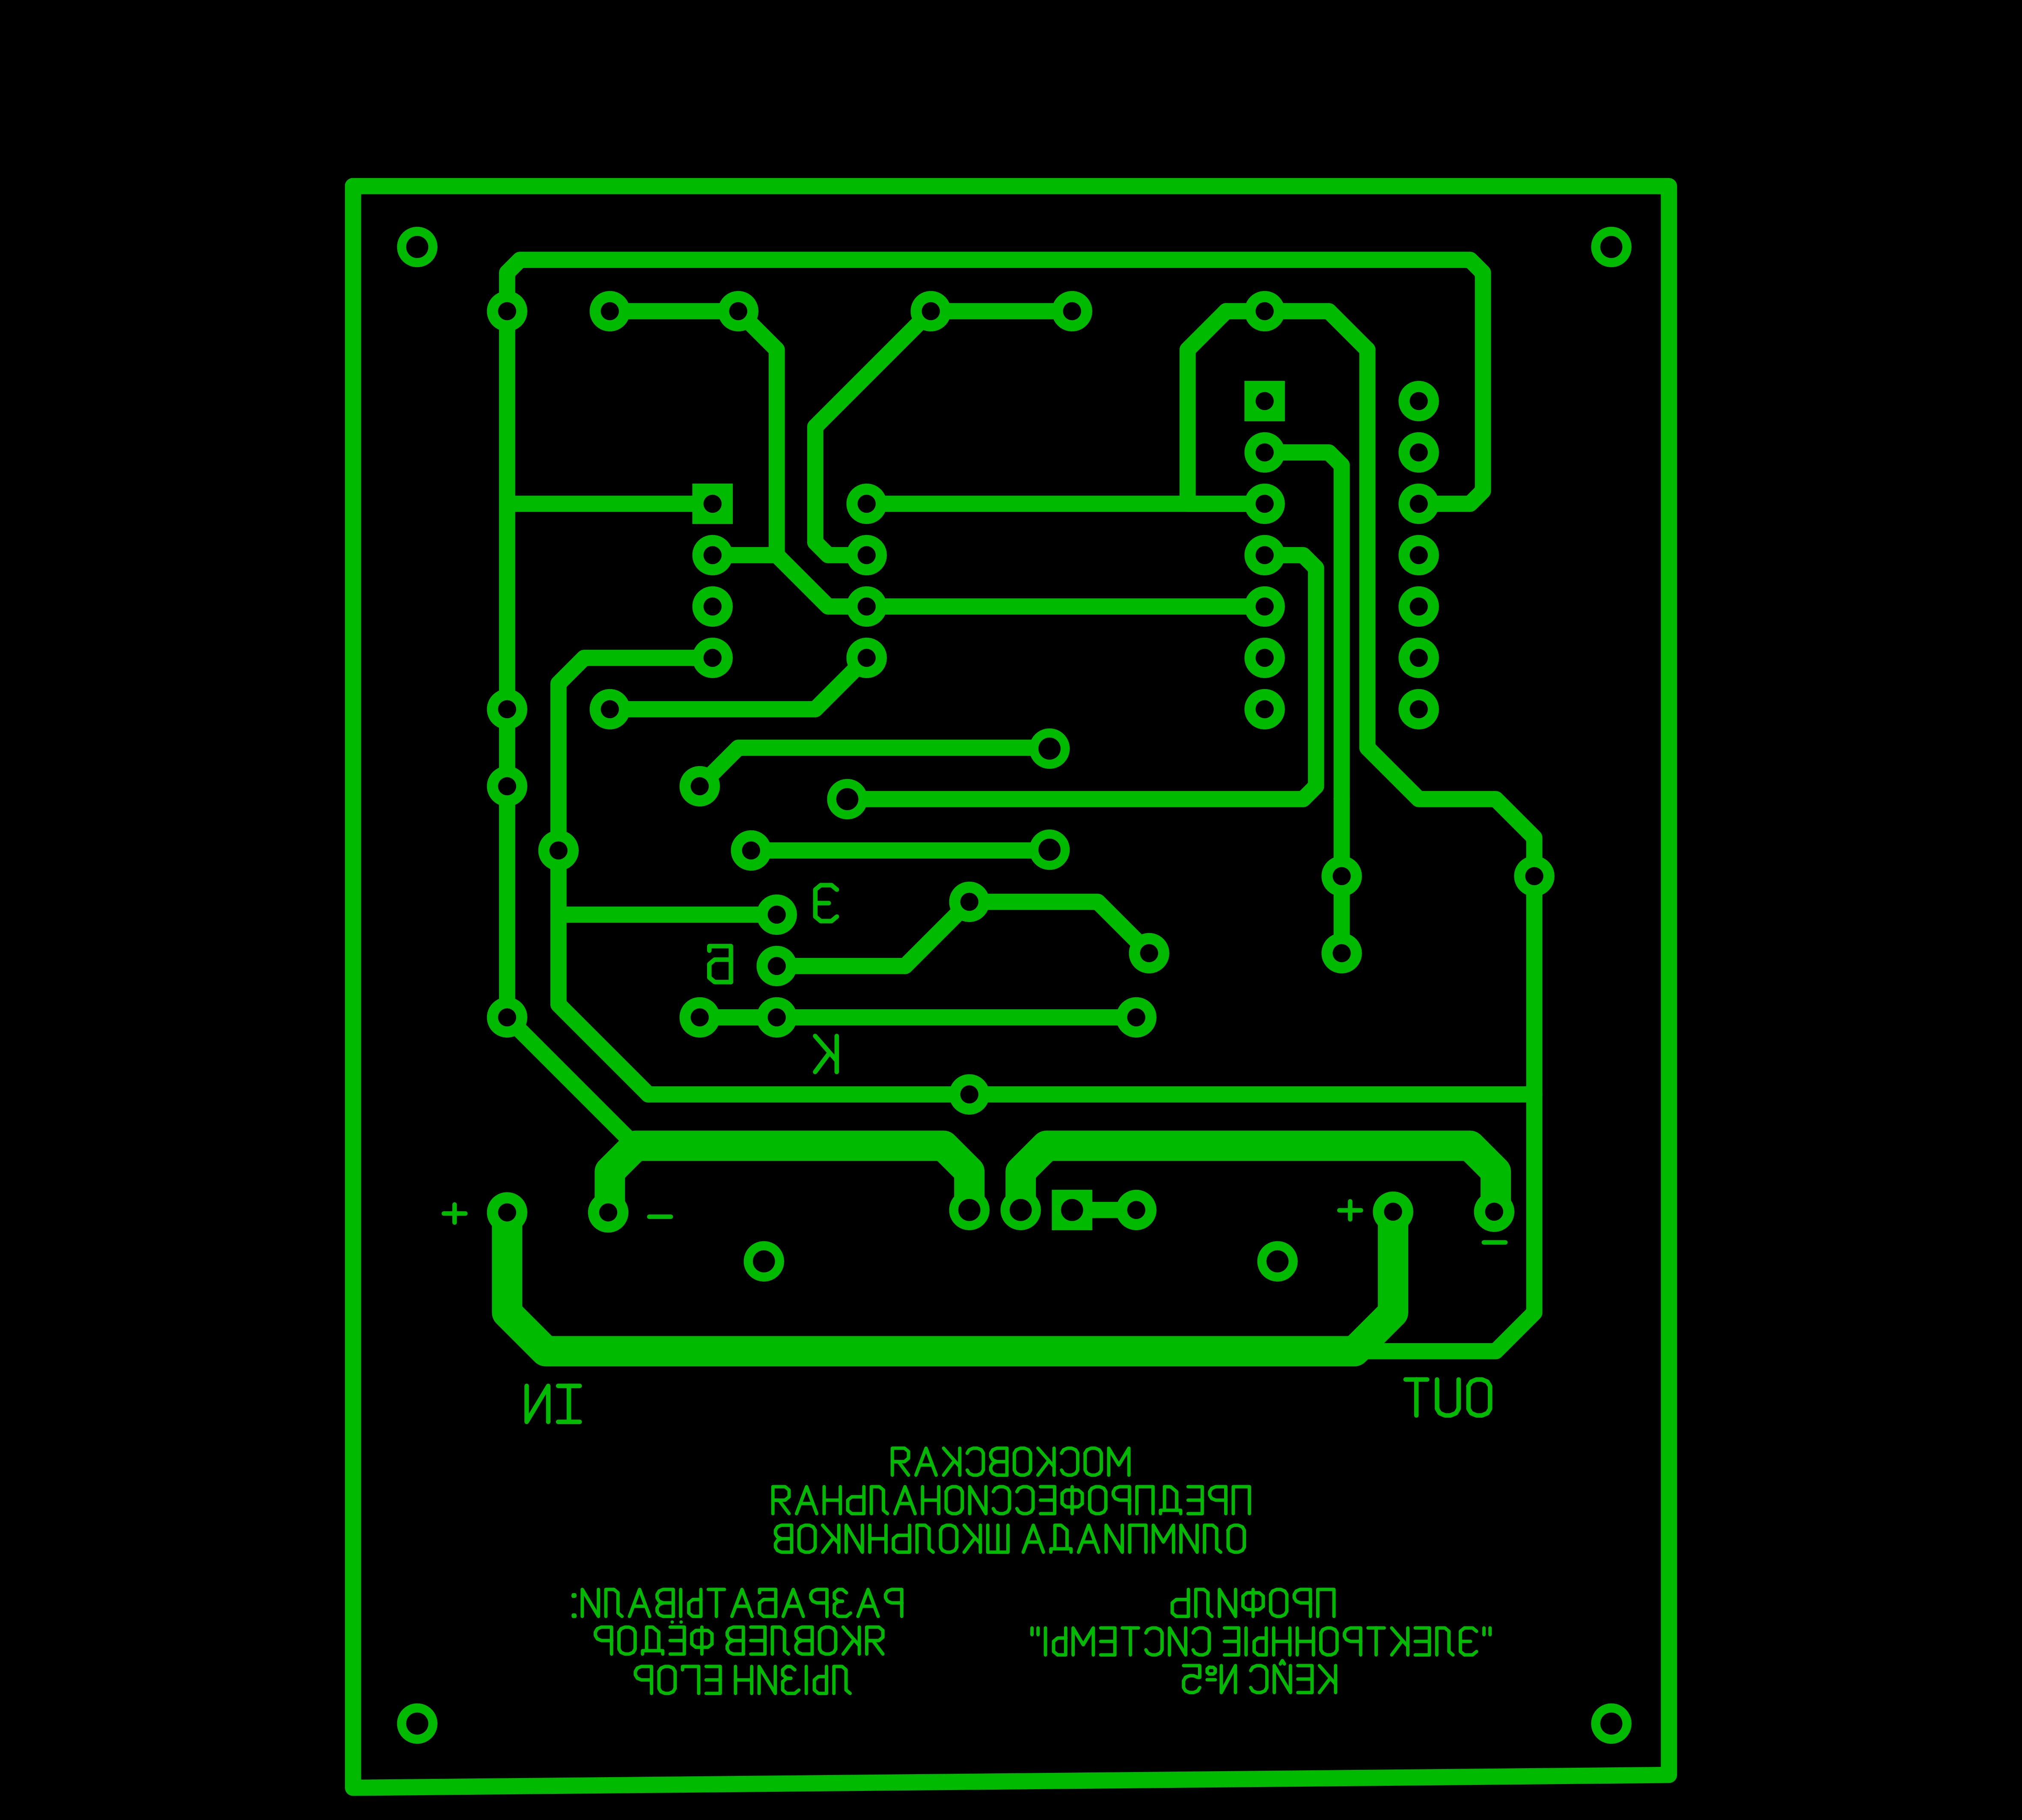 Э
Б
К
+ - + -
IN OUT
МОСКОВСКАЯ
ПРЕДПРОФЕССИОНАЛЬНАЯ
ОЛИМПИАДА ШКОЛЬНИКОВ
РАЗРАБАТЫВАЛИ:
ЯКОВЛЕВ ФЁДОР
ЛЫЗИН ЕГОР
ПРОФИЛЬ
"ЭЛЕКТРОННЫЕ СИСТЕМЫ"
КЕЙС №5